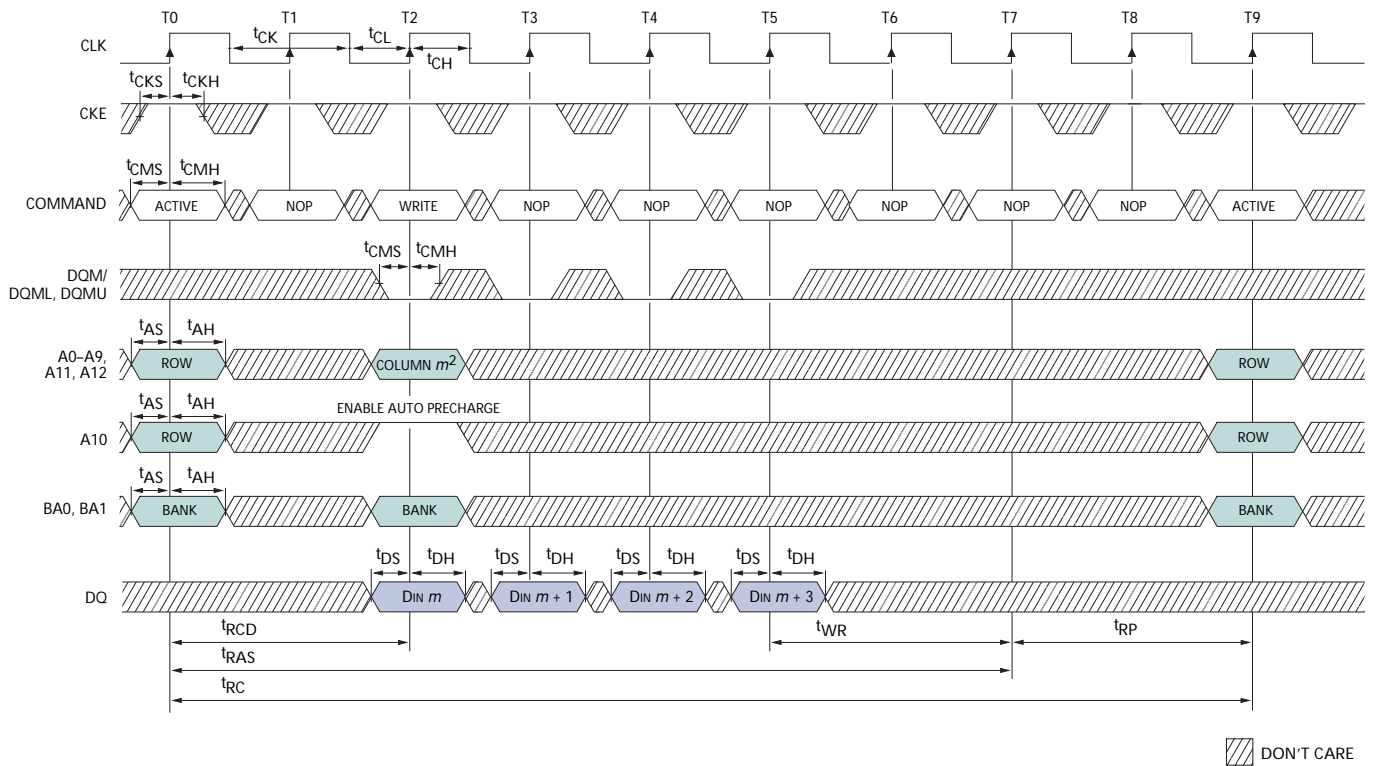 T0 T1 T2 T3 T4 T5 T6 T7 T8 T9
CLK
tCK tCL
tCH
tCKS tCKH
CKE
tCMS tCMH
COMMAND ACTIVE NOP WRITE NOP NOP NOP NOP NOP NOP ACTIVE
tCMS tCMH
DQM/
DQML, DQMU
tAS tAH
A0–A9,
A11, A12
ROW COLUMN m2 ROW
tAS tAH
ENABLE AUTO PRECHARGE
A10 ROW ROW
tAS tAH
BA0, BA1 BANK BANK BANK
tDS tDH tDS tDH tDS tDH tDS tDH
DQ DIN m DIN m + 1 DIN m + 2 DIN m + 3
tRCD tWR tRP
tRAS
tRC
DON'T CARE